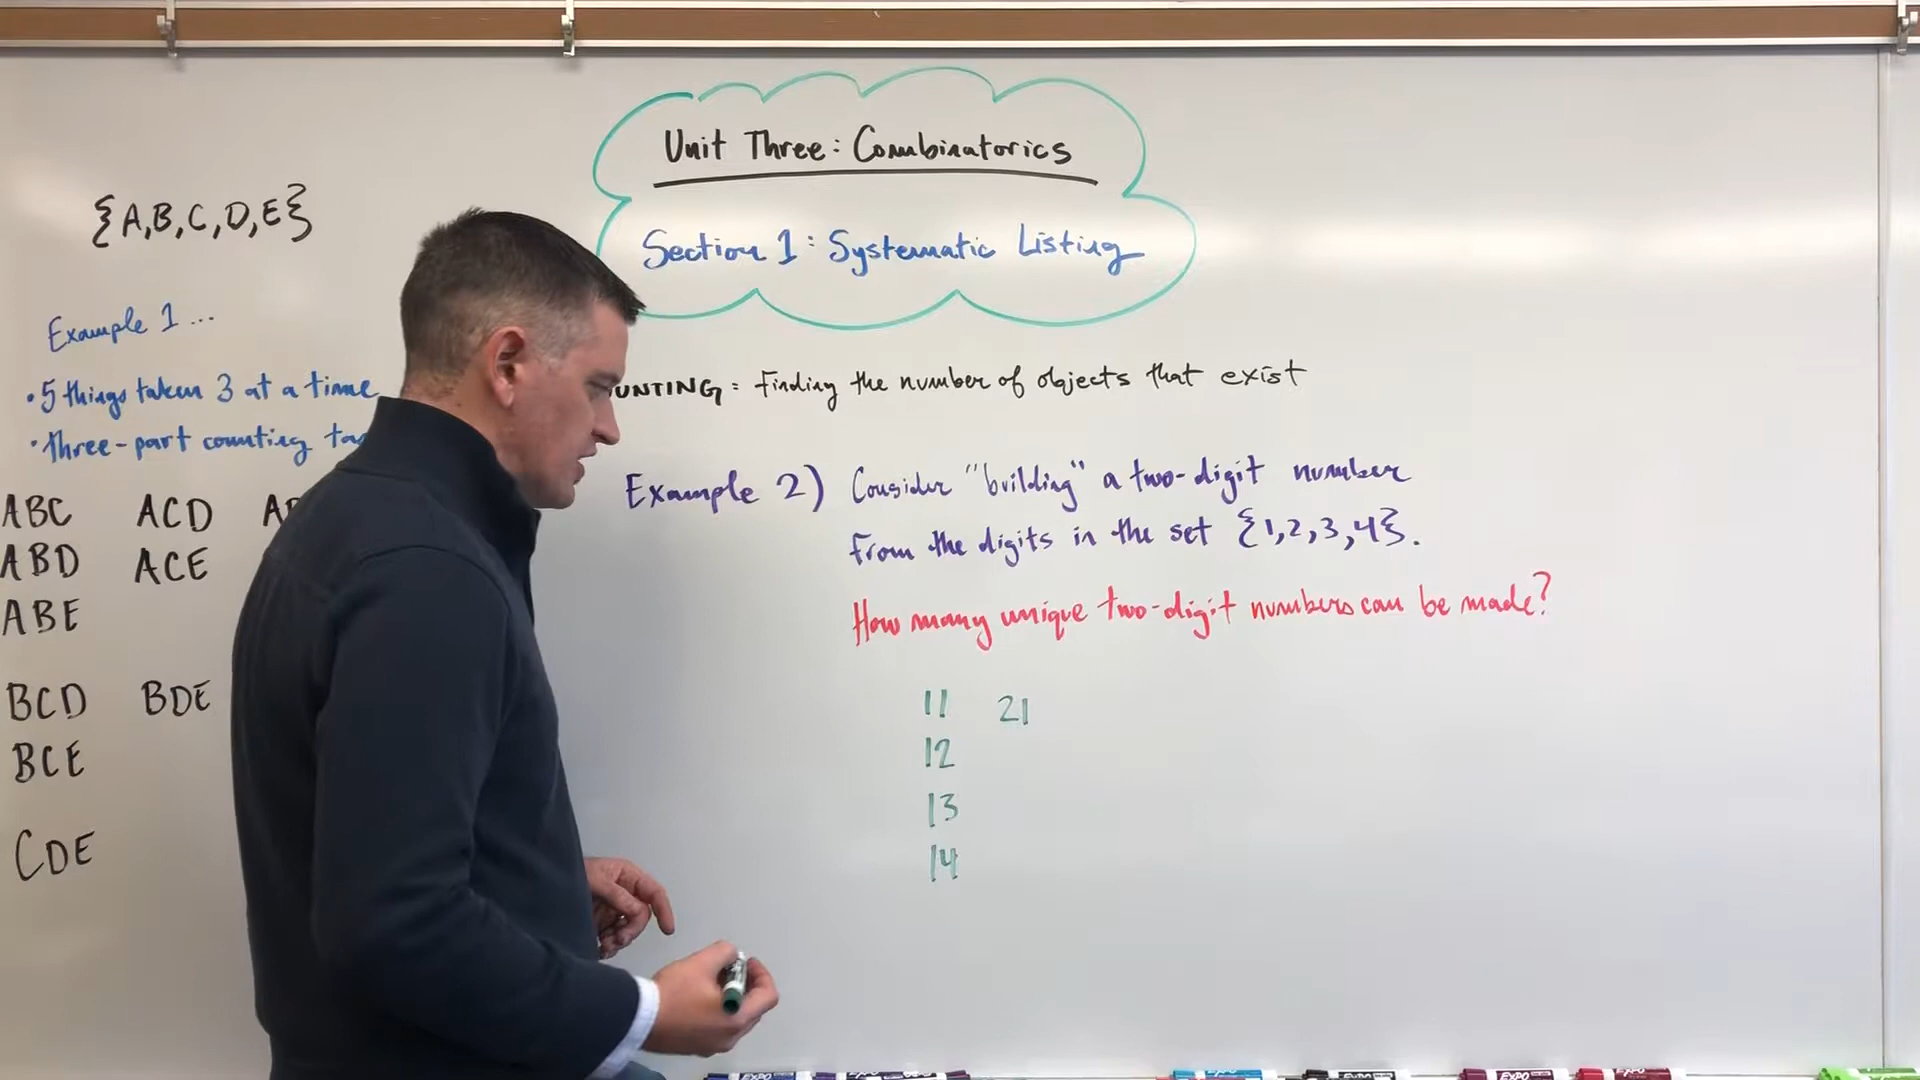 Unit Three: Combinatorics
Section 1: Systematic Listing
{A,B,C,D,E}
Example 1...
• 5 things taken 3 at a time
• three-part counting
ABC ACD
ABD ACE
ABE
BCD BDE
BCE
CDE
UNTING: Finding the number of objects that exist
Example 2) Consider "building" a two-digit number
from the digits in the set {1,2,3,4}.
How many unique two-digit numbers can be made?
11 21
12
13
14
EXPO